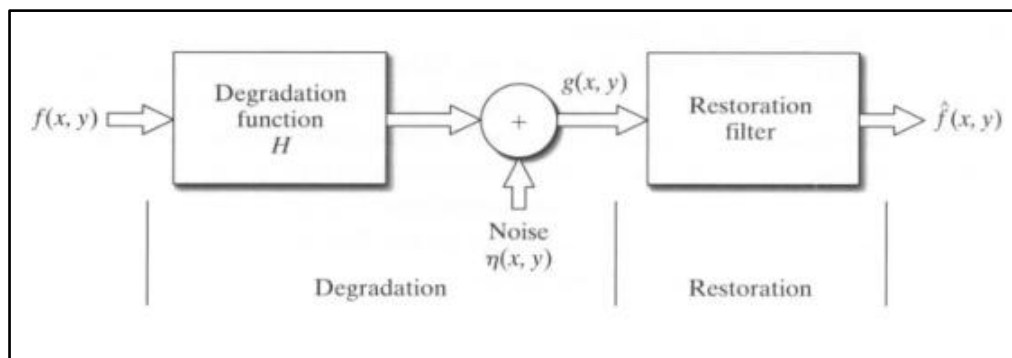 f(x, y)
Degradation
function
H
+
Noise
η(x, y)
g(x, y)
Restoration
filter
f̂(x, y)
Degradation
Restoration